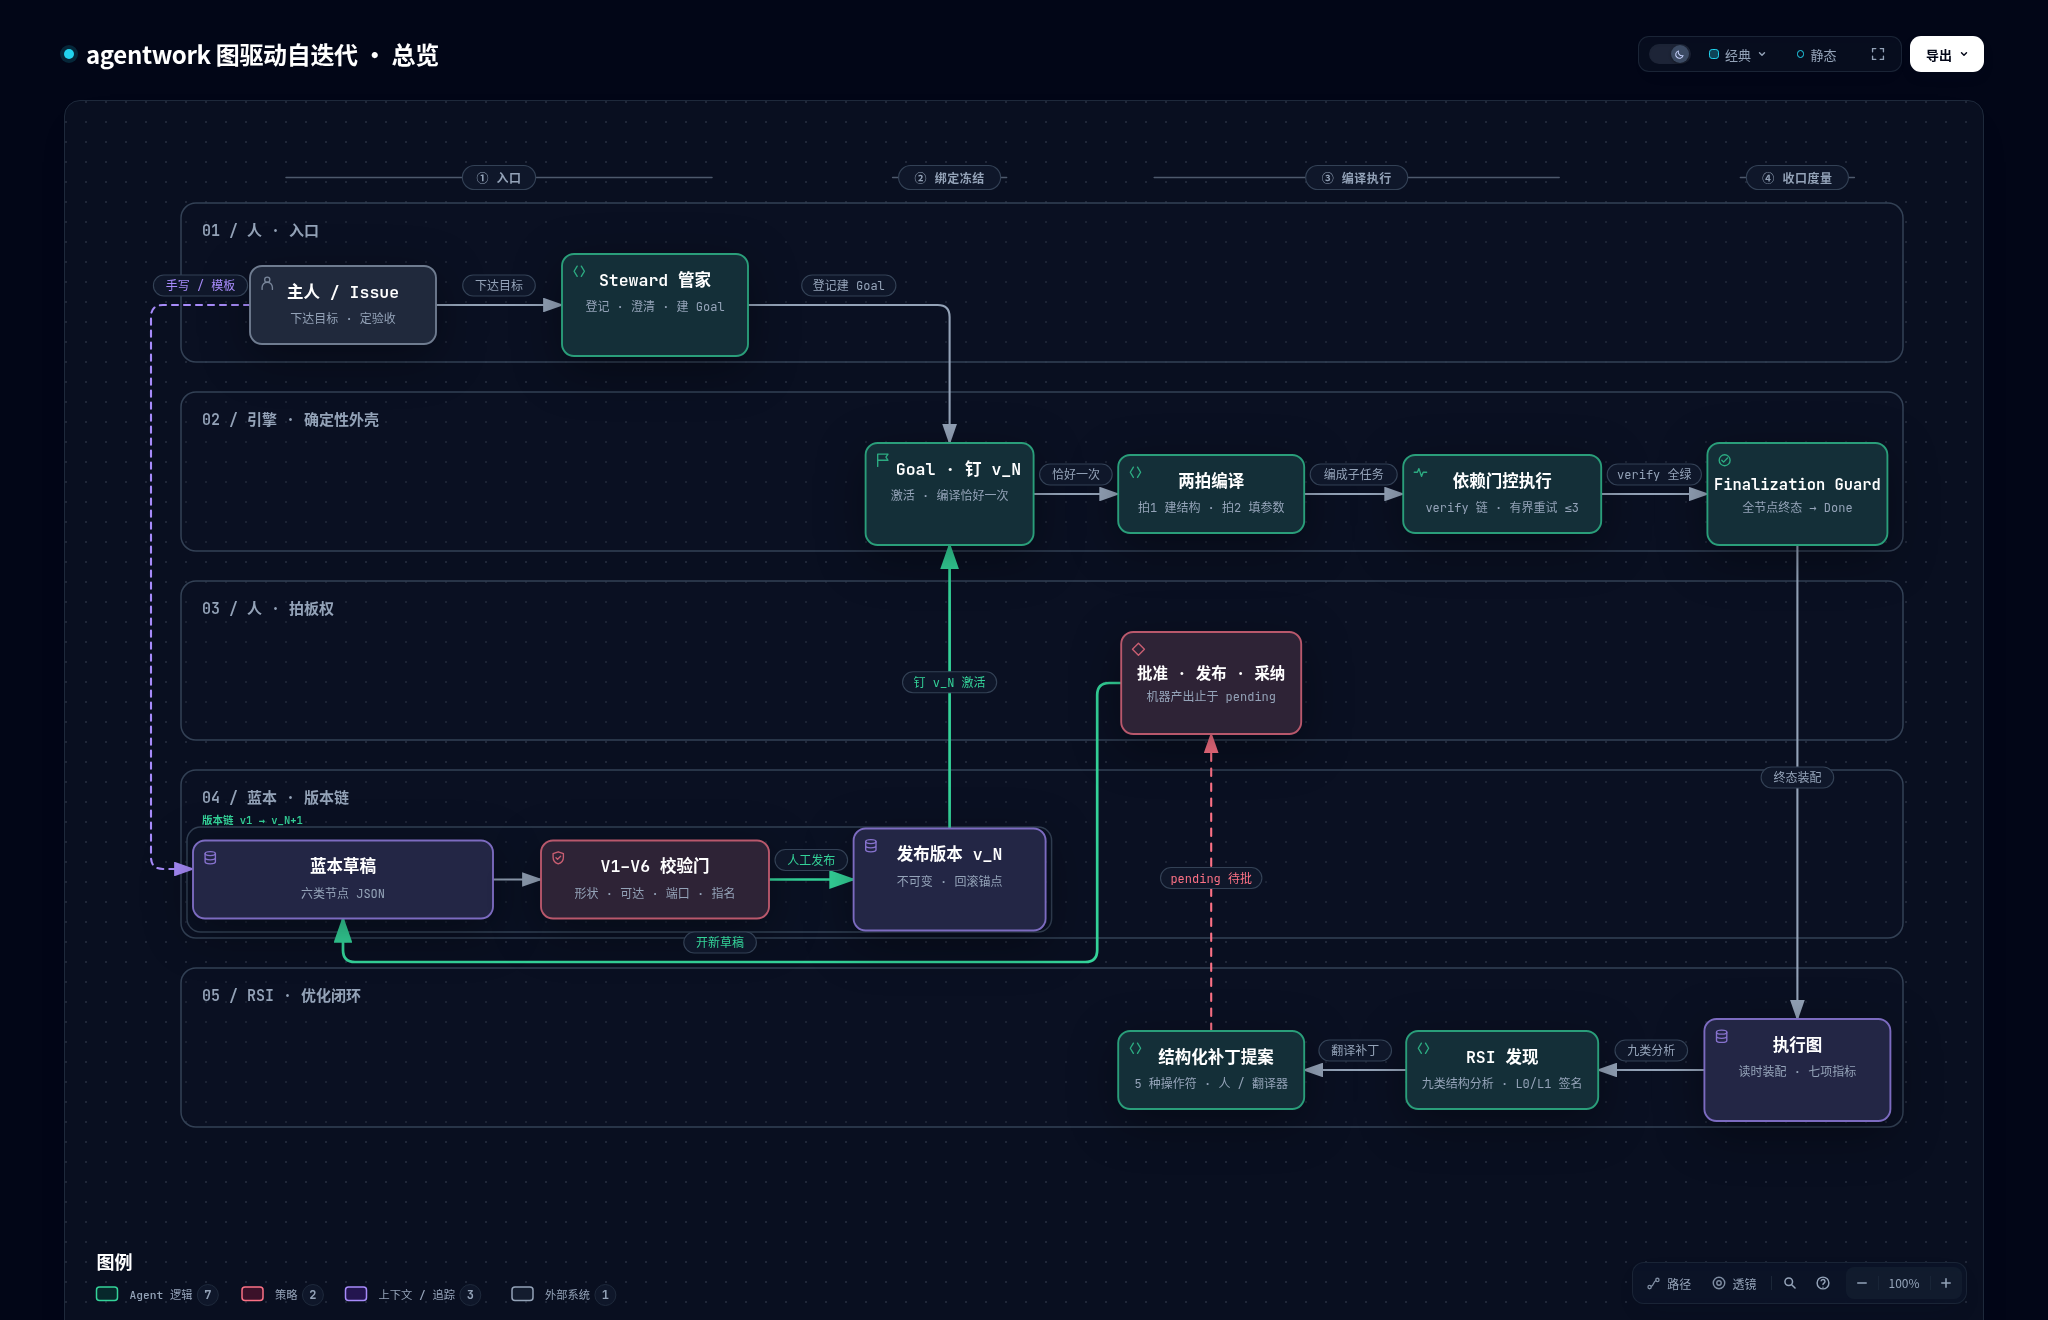 agentwork 图驱动自迭代 · 总览
经典
静态
导出
① 入口
② 绑定冻结
③ 编译执行
④ 收口度量
01 / 人 · 入口
手写 / 模板
主人 / Issue
下达目标 · 定验收
下达目标
Steward 管家
登记 · 澄清 · 建 Goal
登记建 Goal
02 / 引擎 · 确定性外壳
Goal · 钉 v_N
激活 · 编译恰好一次
恰好一次
两拍编译
拍1 建结构 · 拍2 填参数
编成子任务
依赖门控执行
verify 链 · 有界重试 ≤3
verify 全绿
Finalization Guard
全节点终态 → Done
03 / 人 · 拍板权
钉 v_N 激活
批准 · 发布 · 采纳
机器产出止于 pending
终态装配
04 / 蓝本 · 版本链
版本链 v1 → v_N+1
蓝本草稿
六类节点 JSON
V1-V6 校验门
形状 · 可达 · 端口 · 指名
人工发布
发布版本 v_N
不可变 · 回滚锚点
pending 待批
开新草稿
05 / RSI · 优化闭环
结构化补丁提案
5 种操作符 · 人 / 翻译器
翻译补丁
RSI 发现
九类结构分析 · L0/L1 签名
九类分析
执行图
读时装配 · 七项指标
图例
Agent 逻辑 7
策略 2
上下文 / 追踪 3
外部系统 1
路径
透镜
100%